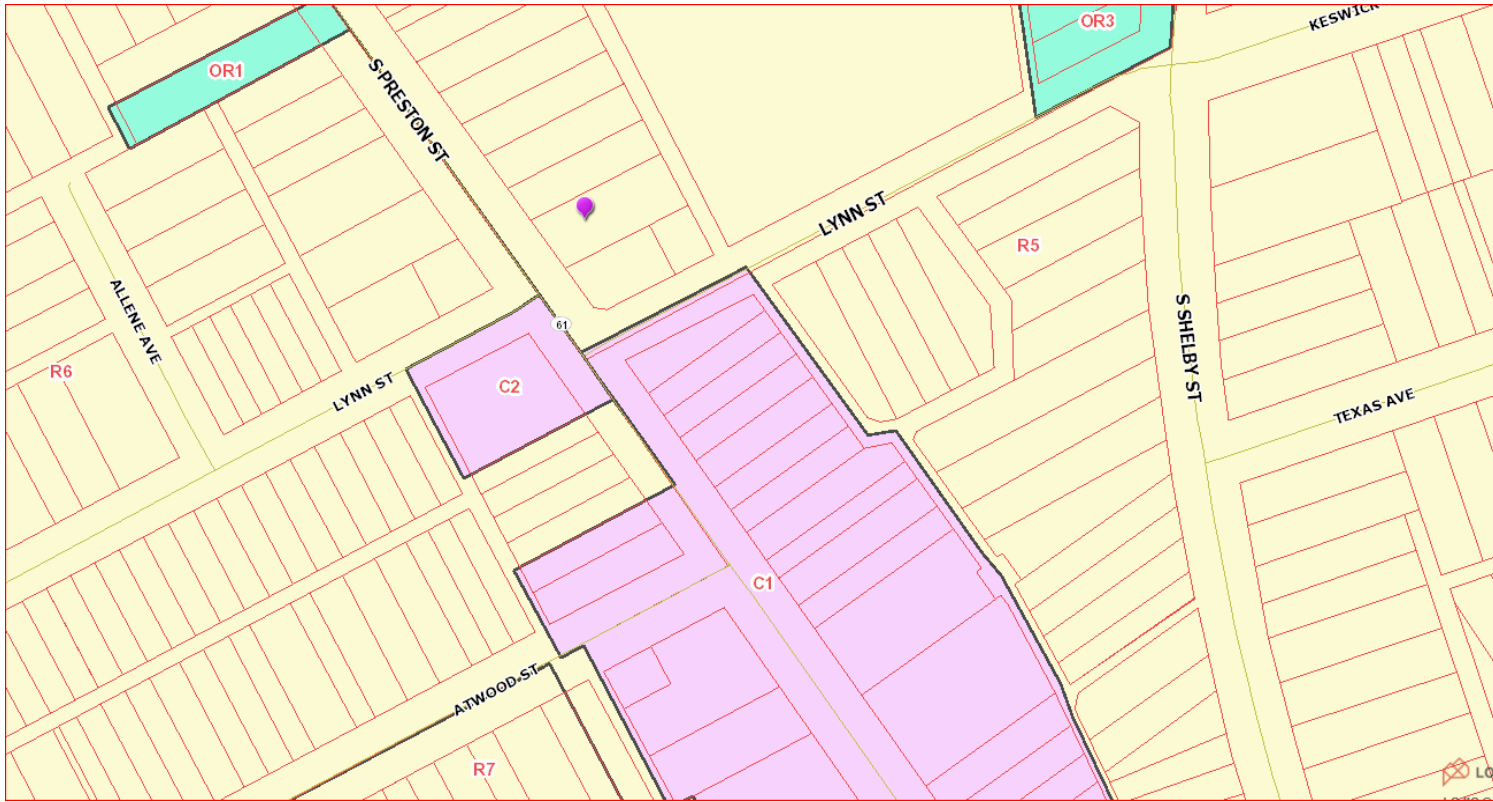 OR3
KESWICK
OR1
S PRESTON ST
LYNN ST
R5
ALLENE AVE
S SHELBY ST
61
R6
C2
LYNN ST
TEXAS AVE
C1
ATWOOD ST
R7